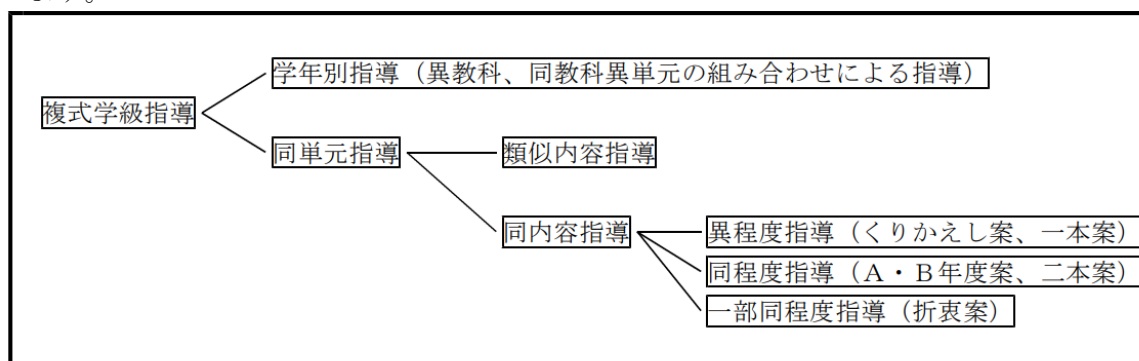 学年別指導（異教科、同教科異単元の組み合わせによる指導）
複式学級指導
同単元指導
類似内容指導
同内容指導
異程度指導（くりかえし案、一本案）
同程度指導（Ａ・Ｂ年度案、二本案）
一部同程度指導（折衷案）